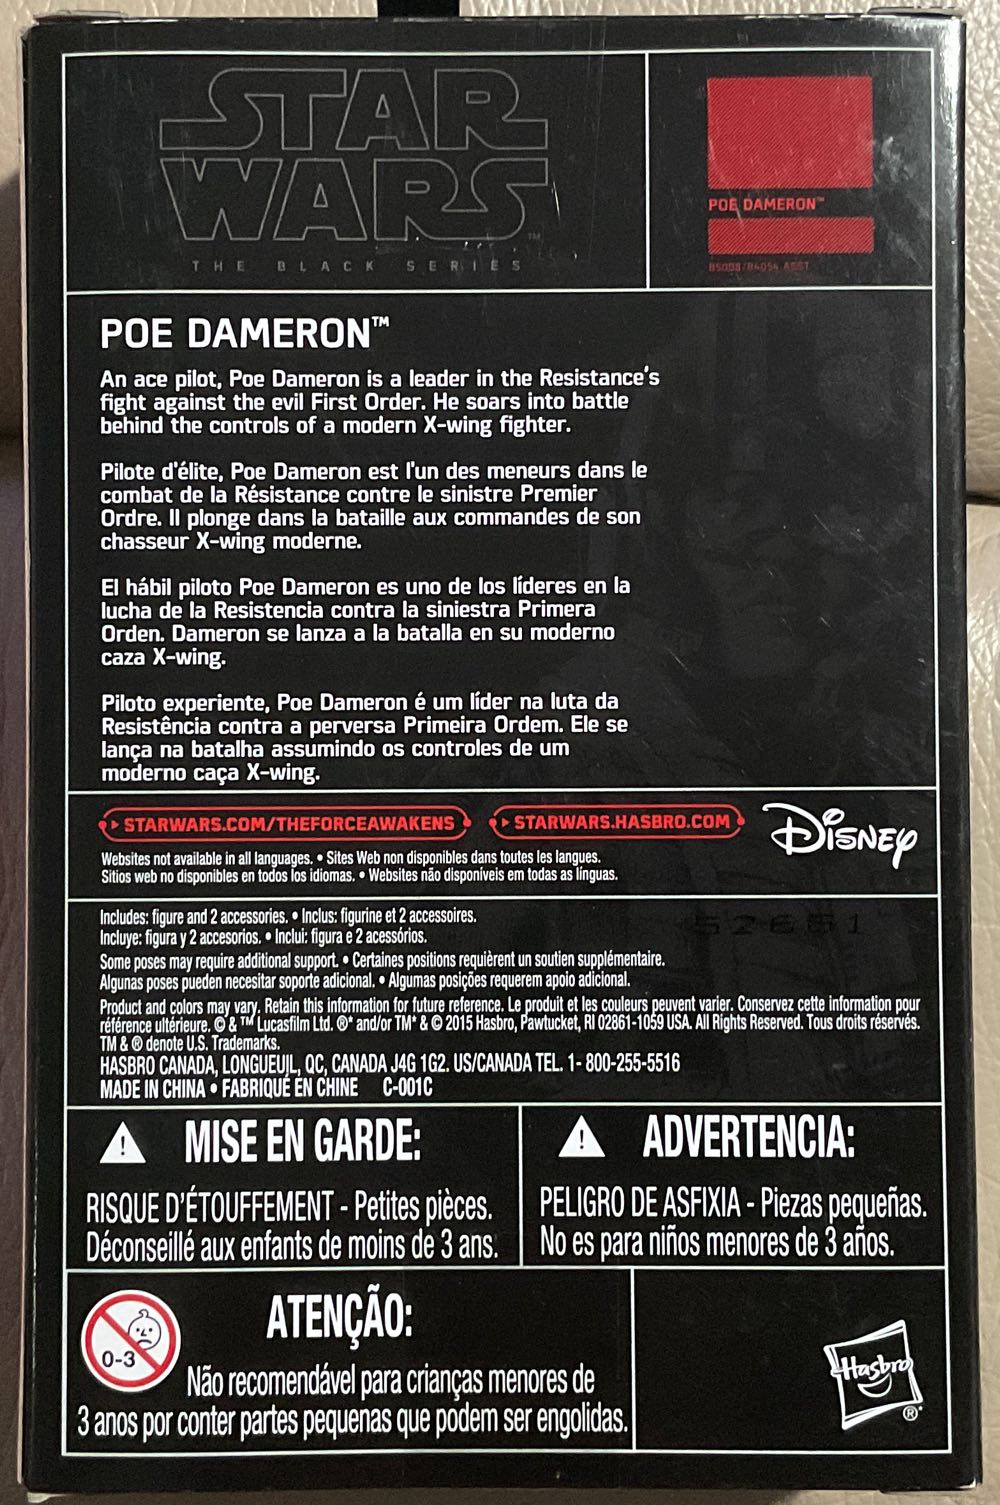 STAR
WARS™
THE BLACK SERIES
POE DAMERON™
B5008/B4054 ASST
POE DAMERON™
An ace pilot, Poe Dameron is a leader in the Resistance's
fight against the evil First Order. He soars into battle
behind the controls of a modern X-wing fighter.
Pilote d'élite, Poe Dameron est l'un des meneurs dans le
combat de la Résistance contre le sinistre Premier
Ordre. Il plonge dans la bataille aux commandes de son
chasseur X-wing moderne.
El hábil piloto Poe Dameron es uno de los líderes en la
lucha de la Resistencia contra la siniestra Primera
Orden. Dameron se lanza a la batalla en su moderno
caza X-wing.
Piloto experiente, Poe Dameron é um líder na luta da
Resistência contra a perversa Primeira Ordem. Ele se
lança na batalha assumindo os controles de um
moderno caça X-wing.
STARWARS.COM/THEFORCEAWAKENS STARWARS.HASBRO.COM
Disney
Websites not available in all languages. • Sites Web non disponibles dans toutes les langues.
Sitios web no disponibles en todos los idiomas. • Websites não disponíveis em todas as línguas.
52651
Includes: figure and 2 accessories. • Inclus: figurine et 2 accessoires.
Incluye: figura y 2 accesorios. • Inclui: figura e 2 acessórios.
Some poses may require additional support. • Certaines positions requièrent un soutien supplémentaire.
Algunas poses pueden necesitar soporte adicional. • Algumas posições requerem apoio adicional.
Product and colors may vary. Retain this information for future reference. Le produit et les couleurs peuvent varier. Conservez cette information pour
référence ultérieure. © & ™ Lucasfilm Ltd. ®* and/or TM* & © 2015 Hasbro, Pawtucket, RI 02861-1059 USA. All Rights Reserved. Tous droits réservés.
TM & ® denote U.S. Trademarks.
HASBRO CANADA, LONGUEUIL, QC, CANADA J4G 1G2. US/CANADA TEL. 1- 800-255-5516
MADE IN CHINA • FABRIQUÉ EN CHINE C-001C
MISE EN GARDE:
RISQUE D'ÉTOUFFEMENT - Petites pièces.
Déconseillé aux enfants de moins de 3 ans.
ADVERTENCIA:
PELIGRO DE ASFIXIA - Piezas pequeñas.
No es para niños menores de 3 años.
0-3
ATENÇÃO:
Não recomendável para crianças menores de
3 anos por conter partes pequenas que podem ser engolidas.
Hasbro®